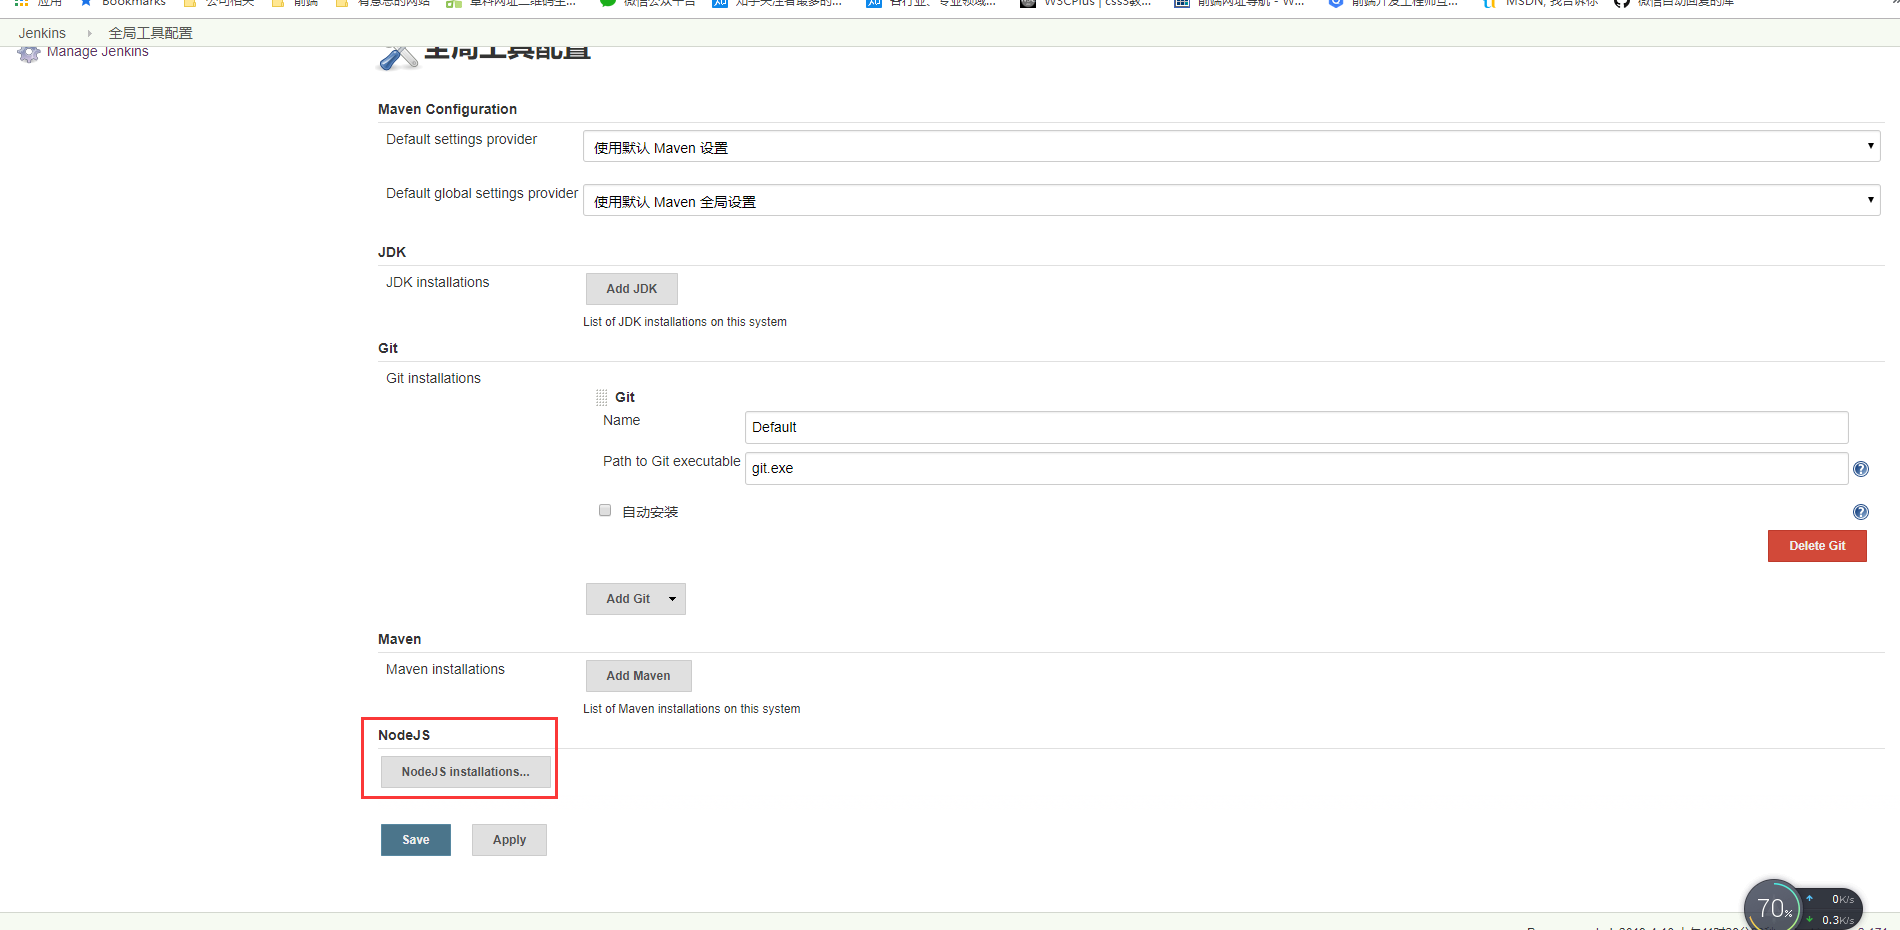 应用 Bookmarks 公司相关 前端 有意思的网站 草料网址二维码生... 微信公众平台 知乎关注者最多的... 各行业、专业领域... W3CPlus | css3教... 前端网址导航 - W... 前端开发工程师互... MSDN, 我告诉你 微信自动回复的库
Jenkins 全局工具配置
Manage Jenkins
全局工具配置
Maven Configuration
Default settings provider 使用默认 Maven 设置
Default global settings provider 使用默认 Maven 全局设置
JDK
JDK installations Add JDK
List of JDK installations on this system
Git
Git installations
Git
Name Default
Path to Git executable git.exe
自动安装
Delete Git
Add Git
Maven
Maven installations Add Maven
List of Maven installations on this system
NodeJS
NodeJS installations...
Save Apply
70% 0K/s
0.3K/s